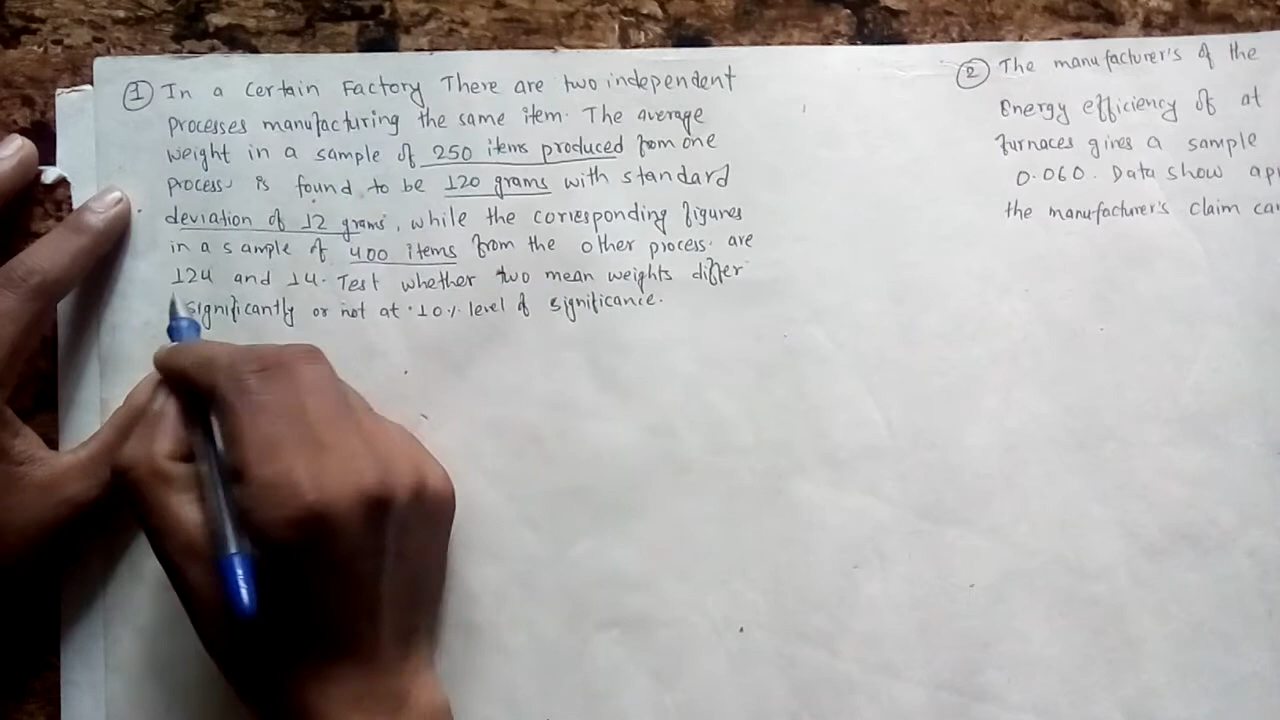 ① In a certain Factory There are two independent
processes manufacturing the same item. The average
weight in a sample of 250 items produced from one
process is found to be 120 grams with standard
deviation of 12 grams, while the corresponding figures
in a sample of 400 items from the other process are
124 and 14. Test whether two mean weights differ
significantly or not at 10% level of significance.
② The manufacturer's of the
Energy efficiency of at
furnaces gives a sample
0.060. Data show
the manufacturer's claim